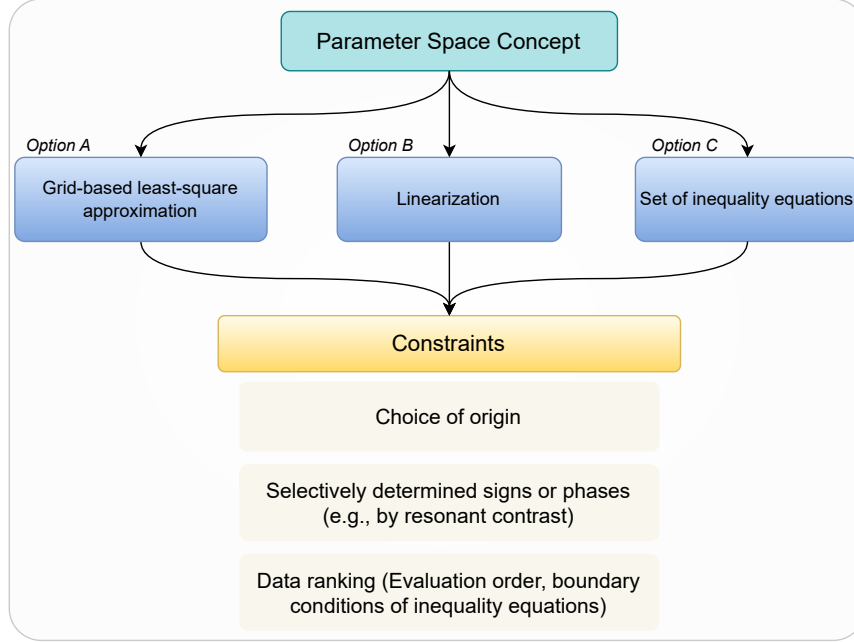 Parameter Space Concept
Option A
Option B
Option C
Grid-based least-square
approximation
Linearization
Set of inequality equations
Constraints
Choice of origin
Selectively determined signs or phases
(e.g., by resonant contrast)
Data ranking (Evaluation order, boundary
conditions of inequality equations)